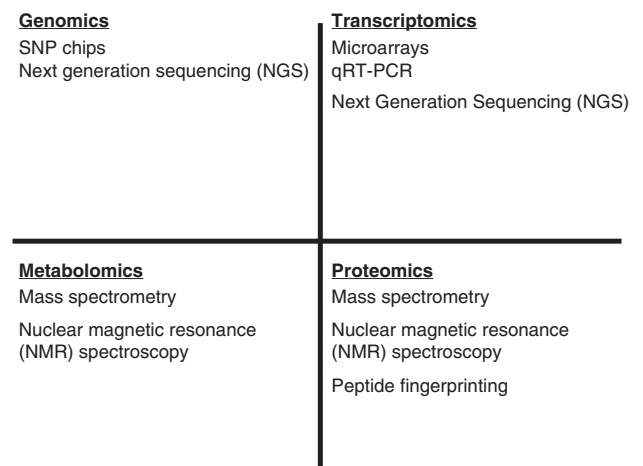 Genomics
SNP chips
Next generation sequencing (NGS)
Transcriptomics
Microarrays
qRT-PCR
Next Generation Sequencing (NGS)
Metabolomics
Mass spectrometry
Nuclear magnetic resonance
(NMR) spectroscopy
Proteomics
Mass spectrometry
Nuclear magnetic resonance
(NMR) spectroscopy
Peptide fingerprinting